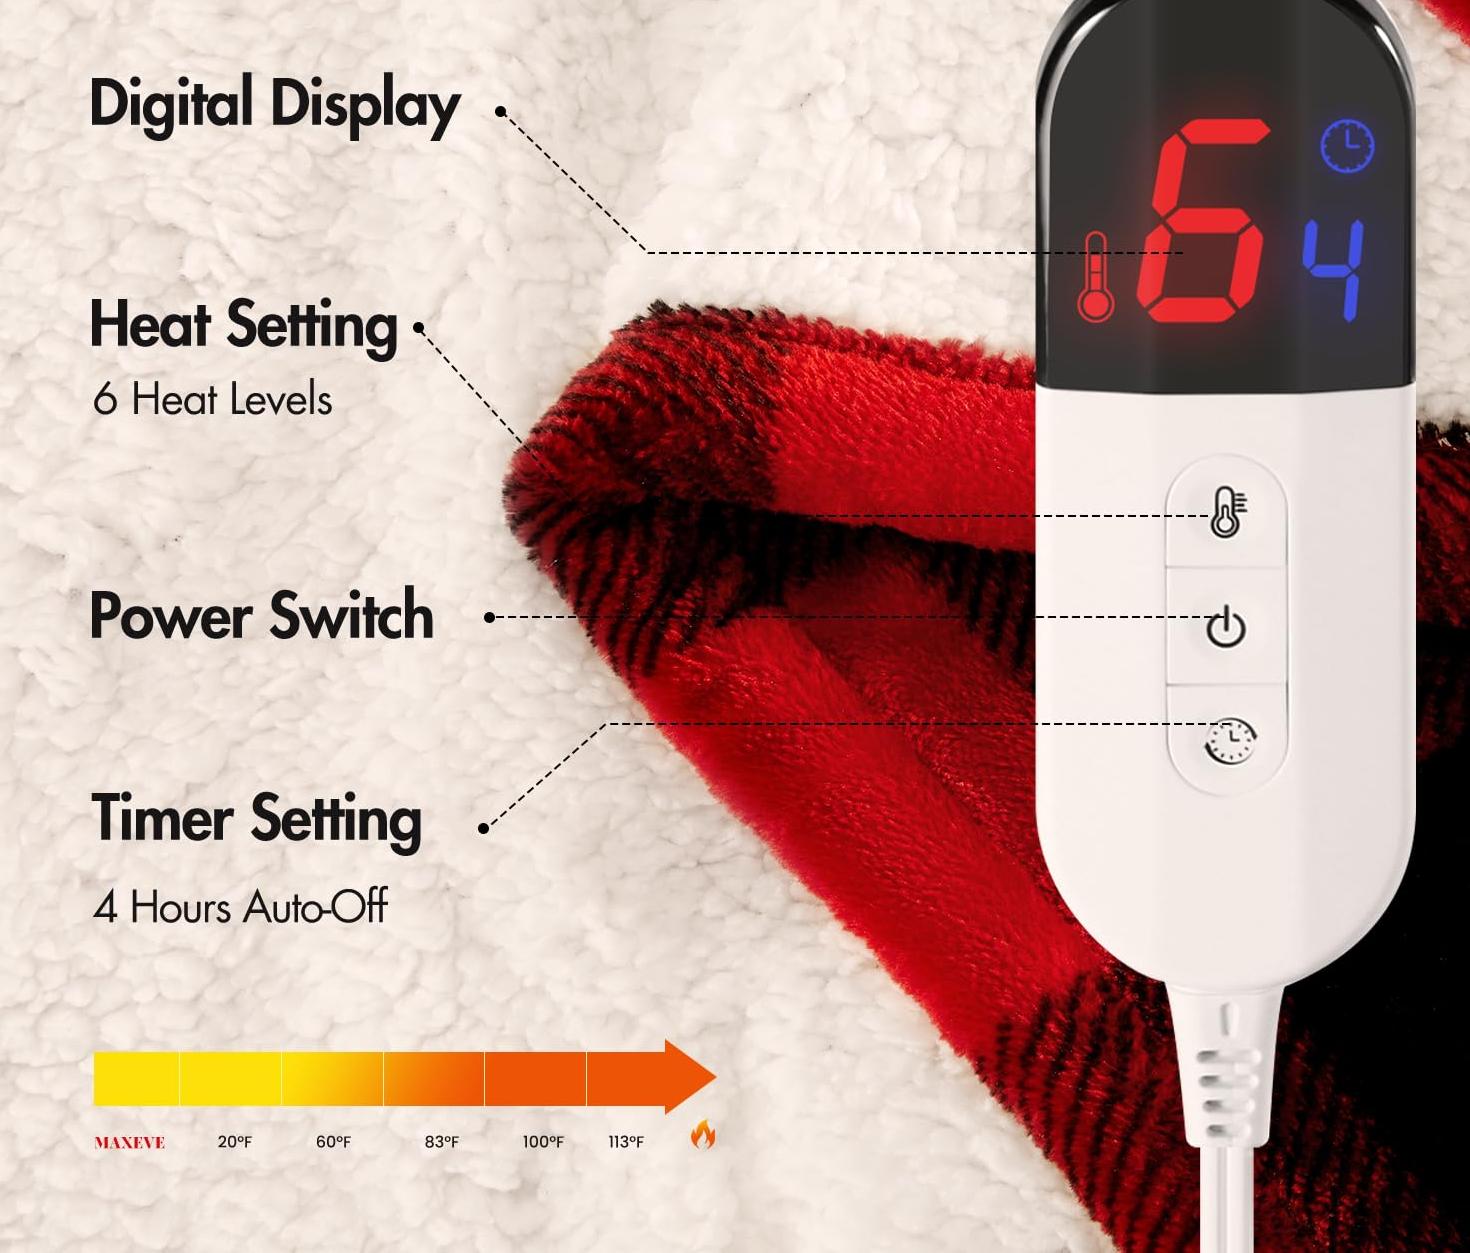 Digital Display
Heat Setting
6 Heat Levels
Power Switch
Timer Setting
4 Hours Auto-Off
MAXEVE 20°F 60°F 83°F 100°F 113°F
6
4